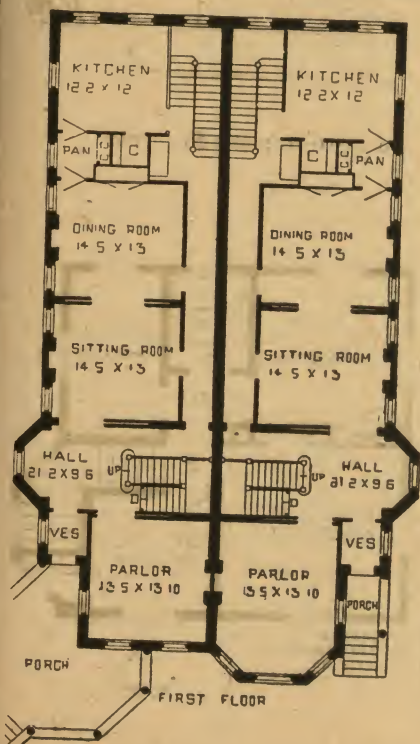 KITCHEN
12 2 X 12
KITCHEN
12 2 X 12
PAN
C C
C
C
C C
PAN
DINING ROOM
14 5 X 13
DINING ROOM
14 5 X 13
SITTING ROOM
14 5 X 13
SITTING ROOM
14 5 X 13
HALL
21 2 X 9 6
UP
D
UP
D
HALL
21 2 X 9 6
VES
VES
PARLOR
13 5 X 13 10
PARLOR
13 5 X 13 10
PORCH
PORCH
FIRST FLOOR